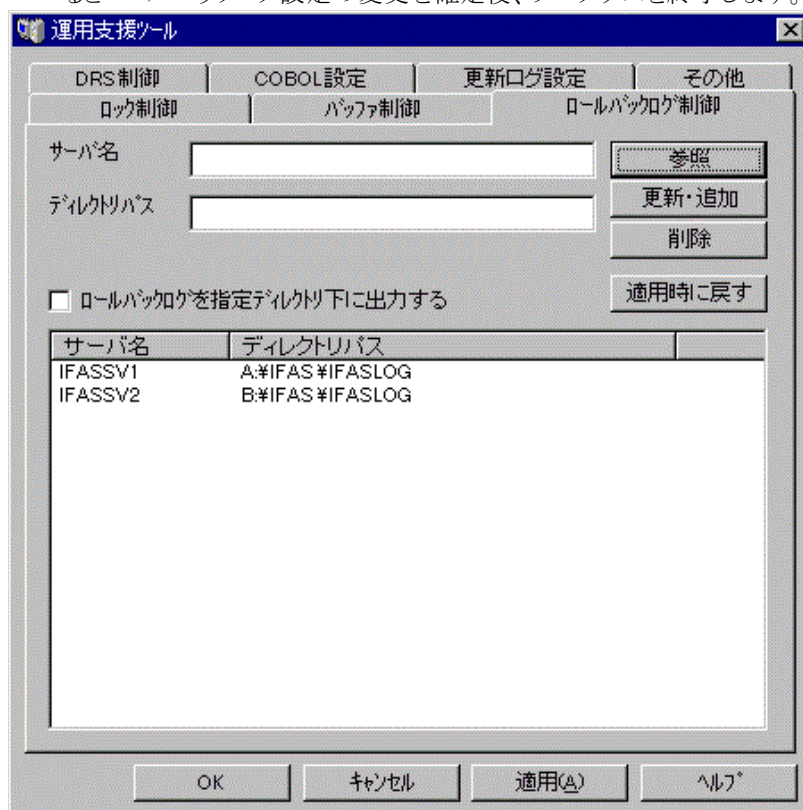 運用支援ツール
DRS制御 COBOL設定 更新ログ設定 その他
ロック制御 バッファ制御 ロールバックログ制御
サーバ名 参照
ディレクトリパス 更新・追加
削除
ロールバックログを指定ディレクトリ下に出力する 適用時に戻す
サーバ名 ディレクトリパス
IFASSV1 A:¥IFAS¥IFASLOG
IFASSV2 B:¥IFAS¥IFASLOG
OK キャンセル 適用(A) ヘルプ